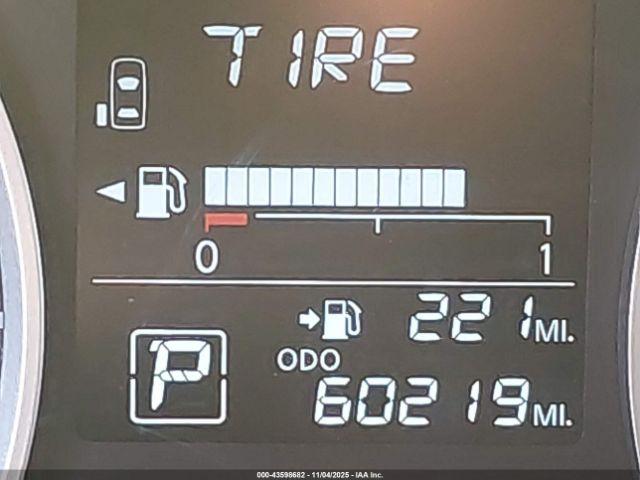 TIRE
0 1
221 MI.
P
ODO
60219 MI.
000-43598682 - 11/04/2025 - IAA Inc.